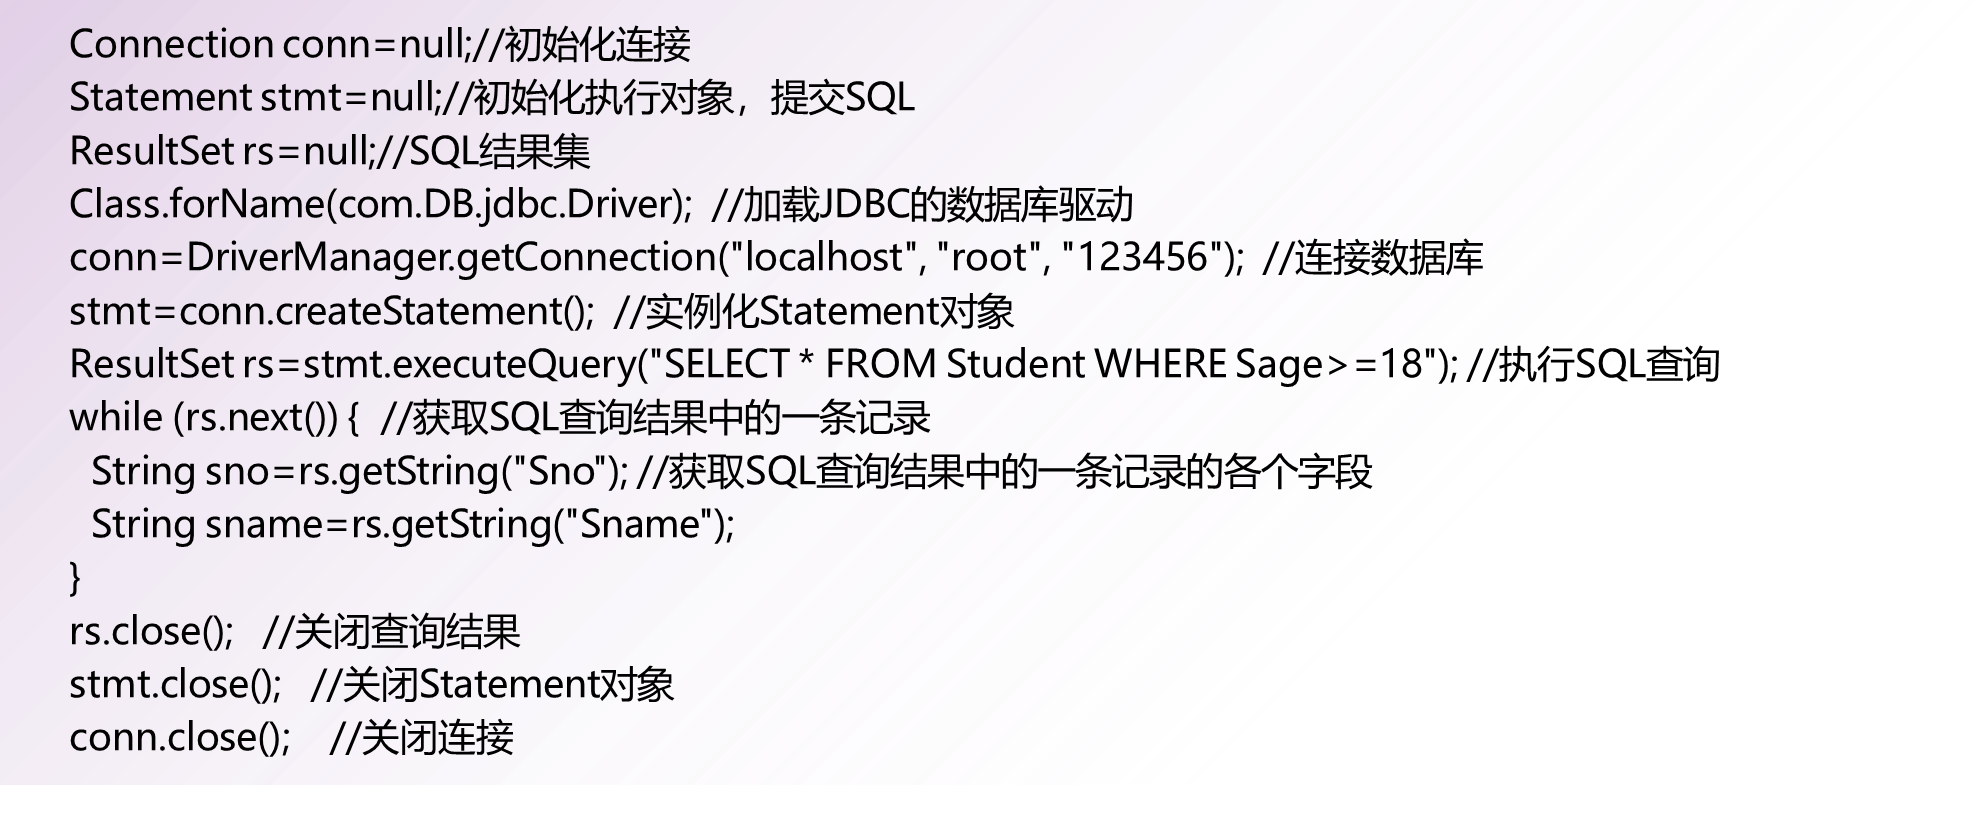 Connection conn=null;//初始化连接
Statement stmt=null;//初始化执行对象，提交SQL
ResultSet rs=null;//SQL结果集
Class.forName(com.DB.jdbc.Driver);  //加载JDBC的数据库驱动
conn=DriverManager.getConnection("localhost", "root", "123456");  //连接数据库
stmt=conn.createStatement();  //实例化Statement对象
ResultSet rs=stmt.executeQuery("SELECT * FROM Student WHERE Sage>=18"); //执行SQL查询
while (rs.next()) {  //获取SQL查询结果中的一条记录
  String sno=rs.getString("Sno"); //获取SQL查询结果中的一条记录的各个字段
  String sname=rs.getString("Sname");
}
rs.close();   //关闭查询结果
stmt.close();   //关闭Statement对象
conn.close();    //关闭连接